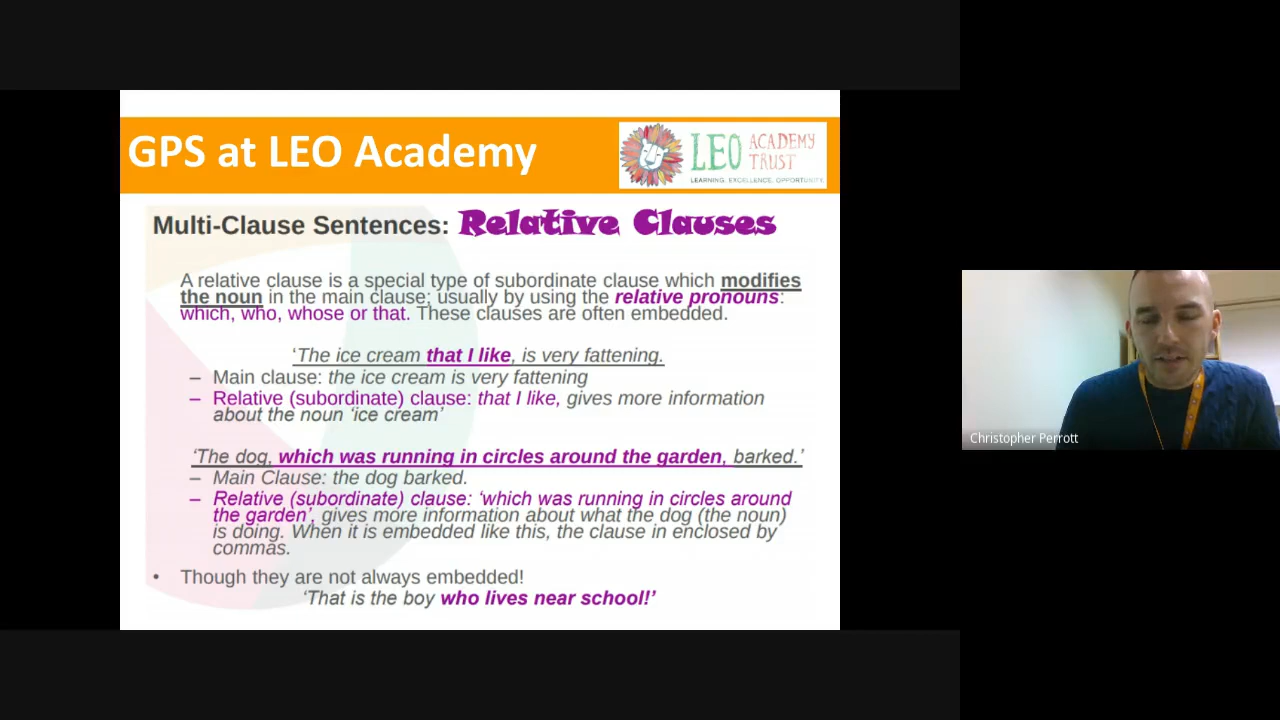 GPS at LEO Academy
LEO ACADEMY TRUST
LEARNING, EXCELLENCE, OPPORTUNITY.
Multi-Clause Sentences: Relative Clauses
A relative clause is a special type of subordinate clause which modifies
the noun in the main clause; usually by using the relative pronouns:
which, who, whose or that. These clauses are often embedded.
‘The ice cream that I like, is very fattening.
– Main clause: the ice cream is very fattening
– Relative (subordinate) clause: that I like, gives more information
about the noun ‘ice cream’
‘The dog, which was running in circles around the garden, barked.’
– Main Clause: the dog barked.
– Relative (subordinate) clause: ‘which was running in circles around
the garden’, gives more information about what the dog (the noun)
is doing. When it is embedded like this, the clause in enclosed by
commas.
• Though they are not always embedded!
‘That is the boy who lives near school!’
Christopher Perrott